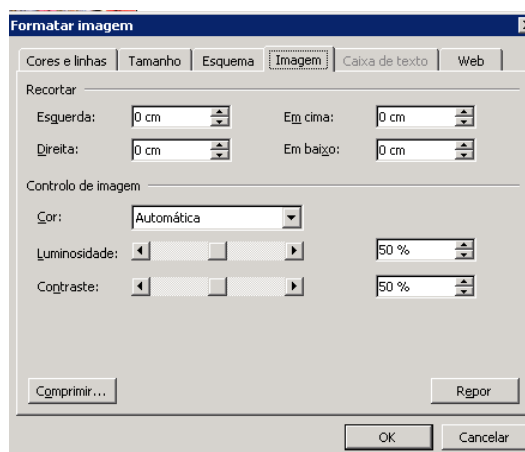 Formatar imagem
Cores e linhas Tamanho Esquema Imagem Caixa de texto Web
Recortar
Esquerda: 0 cm Em cima: 0 cm
Direita: 0 cm Em baixo: 0 cm
Controlo de imagem
Cor: Automática
Luminosidade: 50 %
Contraste: 50 %
Comprimir... Repor
OK Cancelar